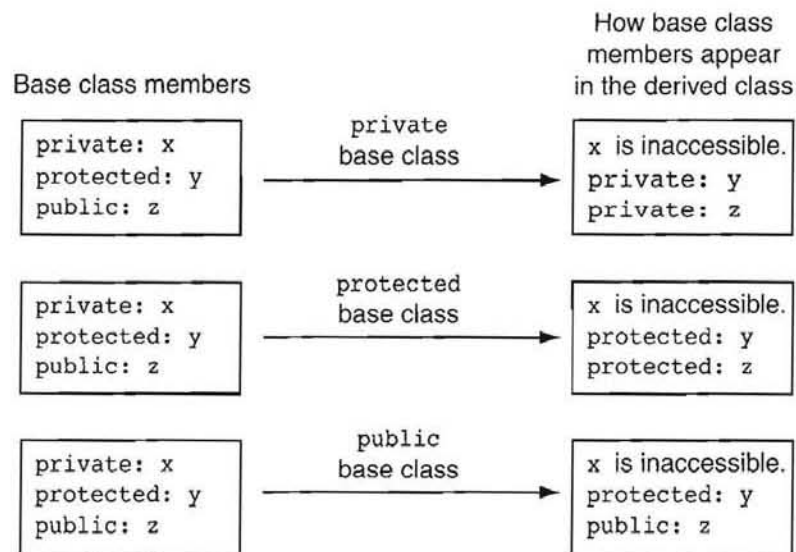 Base class members
How base class
members appear
in the derived class
private: x
protected: y
public: z
private
base class
x is inaccessible.
private: y
private: z
private: x
protected: y
public: z
protected
base class
x is inaccessible.
protected: y
protected: z
private: x
protected: y
public: z
public
base class
x is inaccessible.
protected: y
public: z